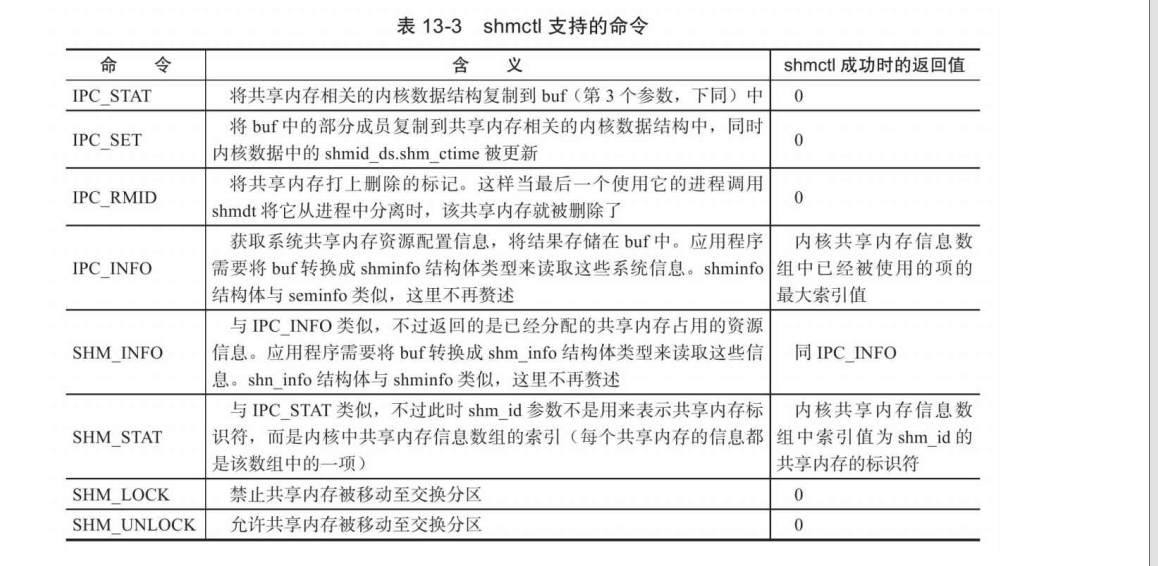 表 13-3 shmctl 支持的命令
命 令 含 义 shmctl 成功时的返回值
IPC_STAT 将共享内存相关的内核数据结构复制到 buf（第 3 个参数，下同）中 0
将 buf 中的部分成员复制到共享内存相关的内核数据结构中，同时
IPC_SET 0
内核数据中的 shmid_ds.shm_ctime 被更新
将共享内存打上删除的标记。这样当最后一个使用它的进程调用
IPC_RMID 0
shmdt 将它从进程中分离时，该共享内存就被删除了
获取系统共享内存资源配置信息，将结果存储在 buf 中。应用程序 内核共享内存信息数
IPC_INFO 需要将 buf 转换成 shminfo 结构体类型来读取这些系统信息。shminfo 组中已经被使用的项的
结构体与 seminfo 类似，这里不再赘述 最大索引值
与 IPC_INFO 类似，不过返回的是已经分配的共享内存占用的资源
SHM_INFO 信息。应用程序需要将 buf 转换成 shm_info 结构体类型来读取这些信 同 IPC_INFO
息。shn_info 结构体与 shminfo 类似，这里不再赘述
与 IPC_STAT 类似，不过此时 shm_id 参数不是用来表示共享内存标 内核共享内存信息数
SHM_STAT 识符，而是内核中共享内存信息数组的索引（每个共享内存的信息都 组中索引值为 shm_id 的
是该数组中的一项） 共享内存的标识符
SHM_LOCK 禁止共享内存被移动至交换分区 0
SHM_UNLOCK 允许共享内存被移动至交换分区 0